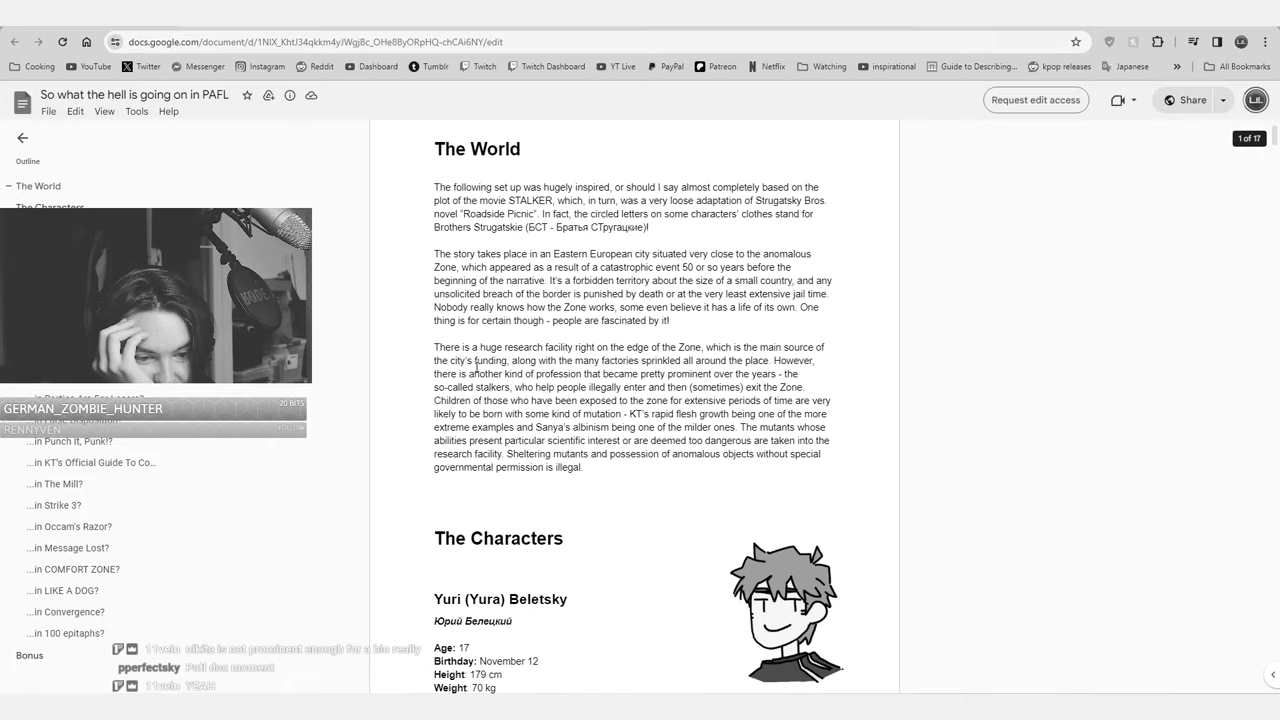 docs.google.com/document/d/1NIX_KhtJ34qkkm4yJWgjBc_OHe8ByORpHQ-chCAi6NY/edit
Cooking YouTube Twitter Messenger Instagram Reddit Dashboard Tumblr Twitch Twitch Dashboard YT Live PayPal Patreon Netflix Watching inspirational Guide to Describing... kpop releases Japanese » All Bookmarks
So what the hell is going on in PAFL
File Edit View Tools Help
Request edit access
Share
1 of 17
Outline
The World
The Characters
...in Punch It, Punk!?
...in KT's Official Guide To Co...
...in The Mill?
...in Strike 3?
...in Occam's Razor?
...in Message Lost?
...in COMFORT ZONE?
...in LIKE A DOG?
...in Convergence?
...in 100 epitaphs?
Bonus
KODE
GERMAN_ZOMBIE_HUNTER 20 BITS
RENNYVEN FOLLOW
The World
The following set up was hugely inspired, or should I say almost completely based on the
plot of the movie STALKER, which, in turn, was a very loose adaptation of Strugatsky Bros.
novel "Roadside Picnic". In fact, the circled letters on some characters' clothes stand for
Brothers Strugatskie (БСТ - Братья СТругацкие)!
The story takes place in an Eastern European city situated very close to the anomalous
Zone, which appeared as a result of a catastrophic event 50 or so years before the
beginning of the narrative. It's a forbidden territory about the size of a small country, and any
unsolicited breach of the border is punished by death or at the very least extensive jail time.
Nobody really knows how the Zone works, some even believe it has a life of its own. One
thing is for certain though - people are fascinated by it!
There is a huge research facility right on the edge of the Zone, which is the main source of
the city's funding, along with the many factories sprinkled all around the place. However,
there is another kind of profession that became pretty prominent over the years - the
so-called stalkers, who help people illegally enter and then (sometimes) exit the Zone.
Children of those who have been exposed to the zone for extensive periods of time are very
likely to be born with some kind of mutation - KT's rapid flesh growth being one of the more
extreme examples and Sanya's albinism being one of the milder ones. The mutants whose
abilities present particular scientific interest or are deemed too dangerous are taken into the
research facility. Sheltering mutants and possession of anomalous objects without special
governmental permission is illegal.
The Characters
Yuri (Yura) Beletsky
Юрий Белецкий
Age: 17
Birthday: November 12
Height: 179 cm
Weight: 70 kg
11velo nikita is not prominent enough for a bio really
pperfectsky Pafl doc moment
11velo YEAH